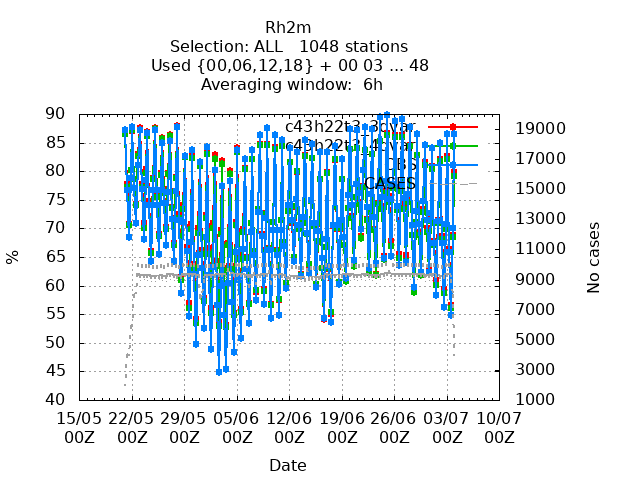 Rh2m
Selection: ALL   1048 stations
Used {00,06,12,18} + 00 03 ... 48
Averaging window:  6h
90
85
80
75
70
65
60
55
50
45
40
%
19000
17000
15000
13000
11000
9000
7000
5000
3000
1000
No cases
c43h22t3_3dvar
CASES
15/05 22/05 29/05 05/06 12/06 19/06 26/06 03/07 10/07
00Z 00Z 00Z 00Z 00Z 00Z 00Z 00Z 00Z
Date